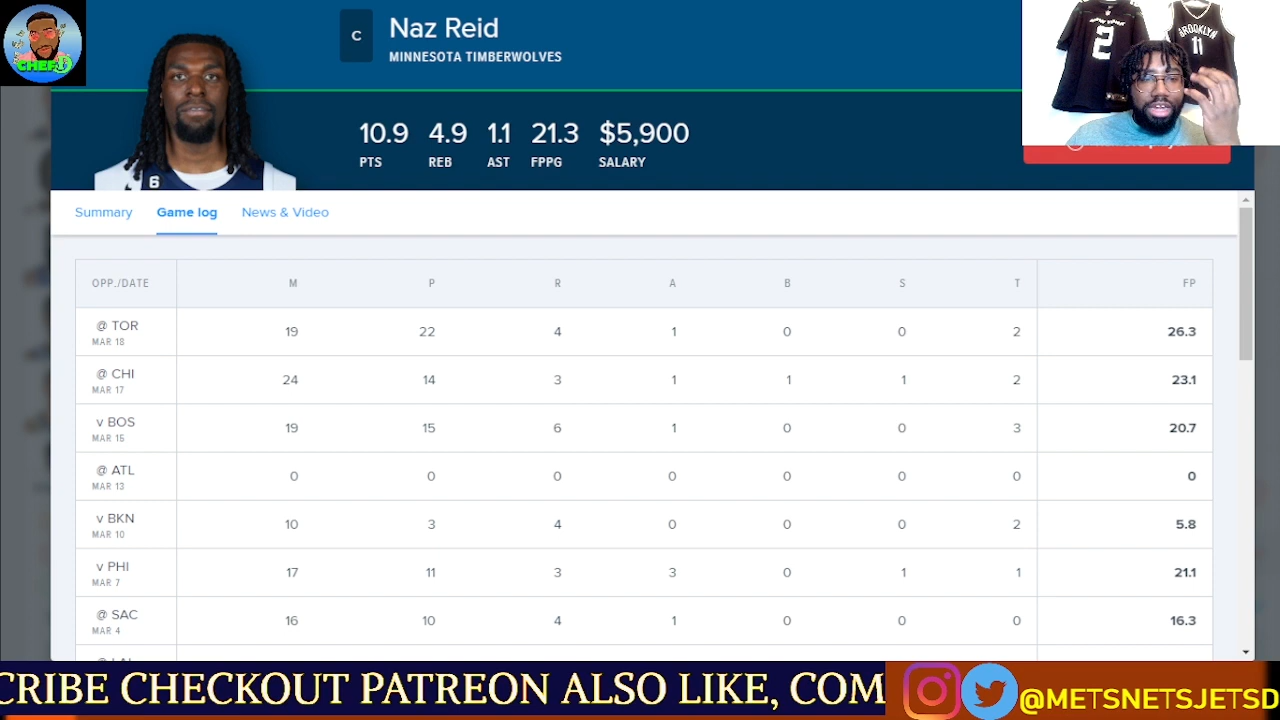 CHEF
Naz Reid
C
MINNESOTA TIMBERWOLVES
2
BROOKLYN
11
10.9 4.9 1.1 21.3 $5,900
PTS REB AST FPPG SALARY
6
Summary Game log News & Video
OPP./DATE M P R A B S T FP
@ TOR 19 22 4 1 0 0 2 26.3
MAR 18
@ CHI 24 14 3 1 1 1 2 23.1
MAR 17
v BOS 19 15 6 1 0 0 3 20.7
MAR 15
@ ATL 0 0 0 0 0 0 0 0
MAR 13
v BKN 10 3 4 0 0 0 2 5.8
MAR 10
v PHI 17 11 3 3 0 1 1 21.1
MAR 7
@ SAC 16 10 4 1 0 0 0 16.3
MAR 4
CRIBE CHECKOUT PATREON ALSO LIKE, COM
@METSNETSJETSD